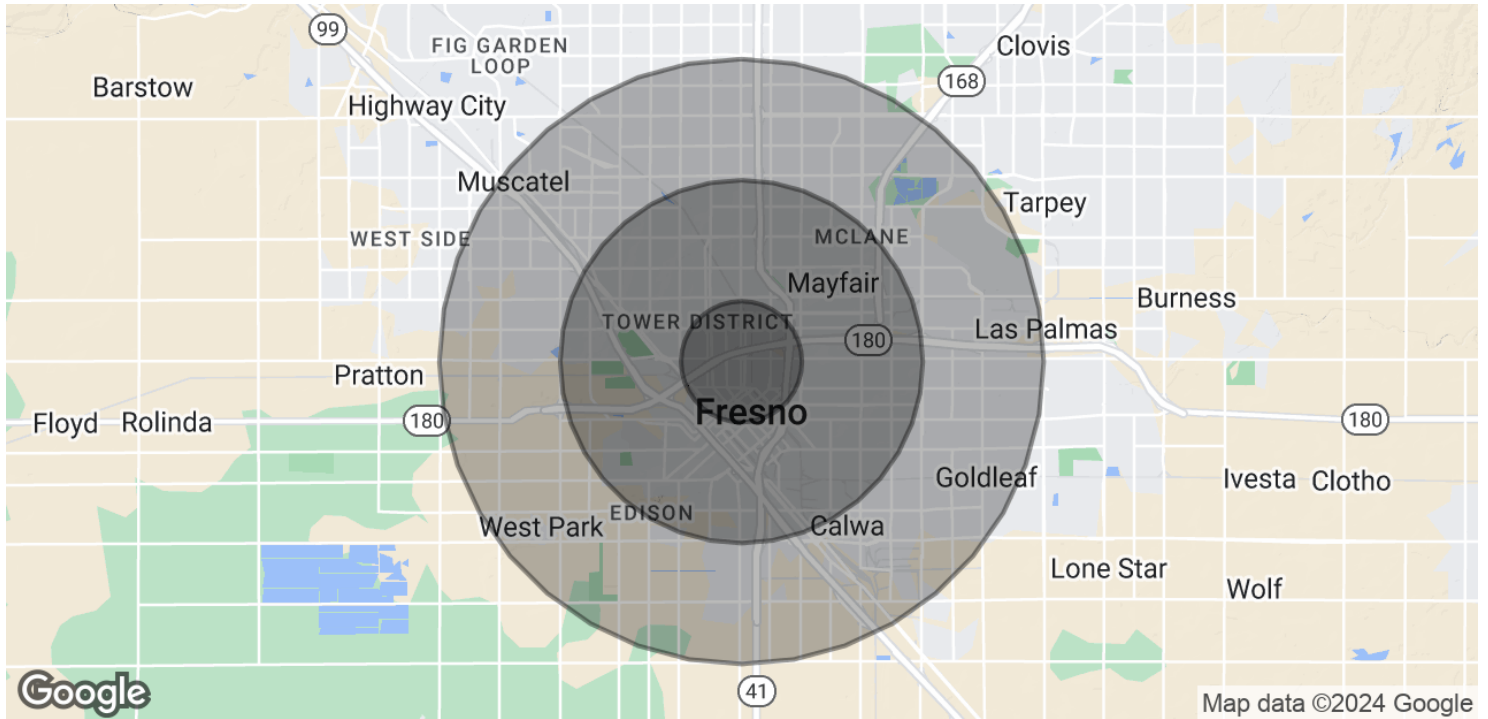 99
FIG GARDEN
LOOP
Clovis
168
Barstow
Highway City
Muscatel
Tarpey
WEST SIDE
MCLANE
Mayfair
Burness
TOWER DISTRICT
Las Palmas
180
Pratton
Fresno
Floyd
Rolinda
180
180
Goldleaf
Ivesta
Clotho
EDISON
West Park
Calwa
Lone Star
Wolf
Google
41
Map data ©2024 Google